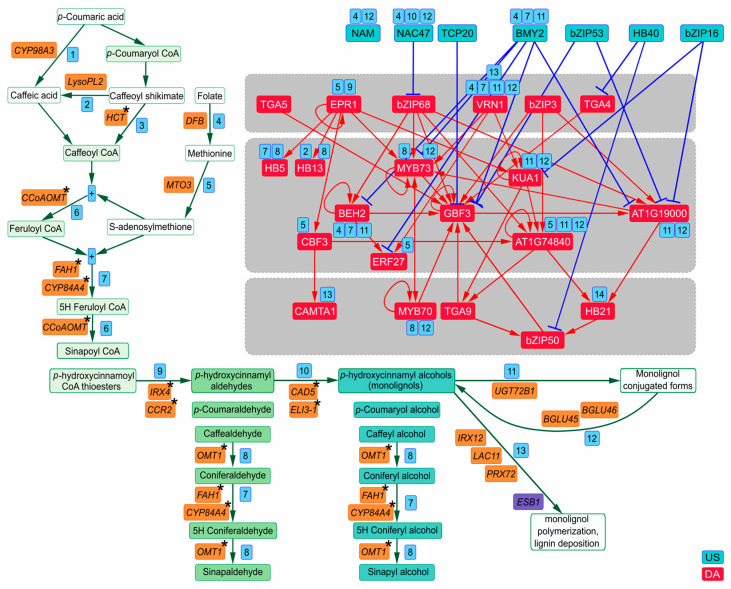 p-Coumaric acid
CYP98A3
1
p-Coumaryol CoA
LysoPL2
Caffeic acid
2
Caffeoyl shikimate
HCT*
3
Folate
DFB
4
Caffeoyl CoA
Methionine
CCoAOMT*
MTO3
5
+
6
Feruloyl CoA
S-adenosylmethione
+
FAH1*
CYP84A4*
7
5H Feruloyl CoA
CCoAOMT*
6
Sinapoyl CoA
4 12
NAM
4 10 12
NAC47
TCP20
4 7 11
BMY2
bZIP53
HB40
bZIP16
TGA5
5 9
EPR1
bZIP68
13
4 7 11 12
VRN1
bZIP3
TGA4
7 8
HB5
2 8
HB13
8 12
MYB73
11 12
KUA1
BEH2
4 7 11
GBF3
AT1G19000
11 12
5
CBF3
5
ERF27
5 11 12
AT1G74840
13
CAMTA1
MYB70
8 12
TGA9
14
HB21
bZIP50
p-hydroxycinnamoyl
CoA thioesters
9
IRX4*
CCR2*
p-hydroxycinnamyl
aldehydes
10
CAD5*
ELI3-1*
p-hydroxycinnamyl alcohols
(monolignols)
11
UGT72B1
Monolignol
conjugated forms
BGLU45
BGLU46
12
p-Coumaraldehyde
Caffealdehyde
OMT1*
8
Coniferaldehyde
FAH1*
CYP84A4*
7
5H Coniferaldehyde
OMT1*
8
Sinapaldehyde
p-Coumaryol alcohol
Caffeyl alcohol
OMT1*
8
Coniferyl alcohol
FAH1*
CYP84A4*
7
5H Coniferyl alcohol
OMT1*
8
Sinapyl alcohol
IRX12
LAC11
PRX72
13
ESB1
monolignol
polymerization,
lignin deposition
US
DA